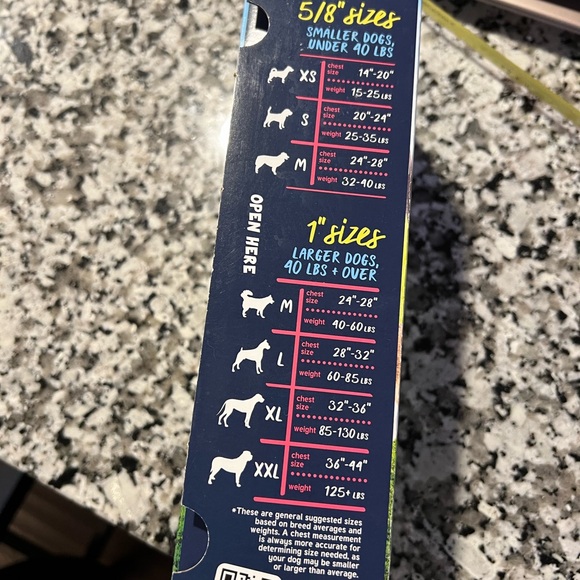 5/8" sizes
SMALLER DOGS,
UNDER 40 LBS
XS
chest size 14"-20"
weight 15-25 LBS
S
chest size 20"-24"
weight 25-35 LBS
M
chest size 24"-28"
weight 32-40 LBS
OPEN HERE
1" sizes
LARGER DOGS,
40 LBS + OVER
M
chest size 24"-28"
weight 40-60 LBS
L
chest size 28"-32"
weight 60-85 LBS
XL
chest size 32"-36"
weight 85-130 LBS
XXL
chest size 36"-44"
weight 125+ LBS
*These are general suggested sizes
based on breed averages and
weights. A chest measurement
is always more accurate for
determining size needed, as
your dog may be smaller
or larger than average.